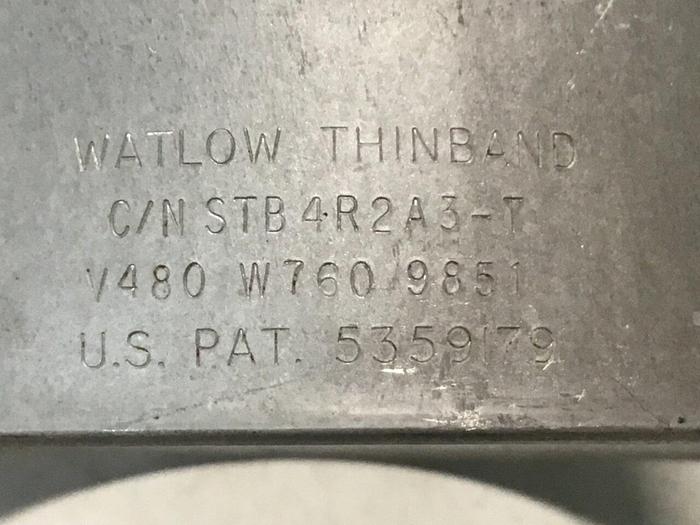 WATLOW THINBAND
C/N STB4R2A3-T
V480 W760 9851
U.S. PAT. 5359179